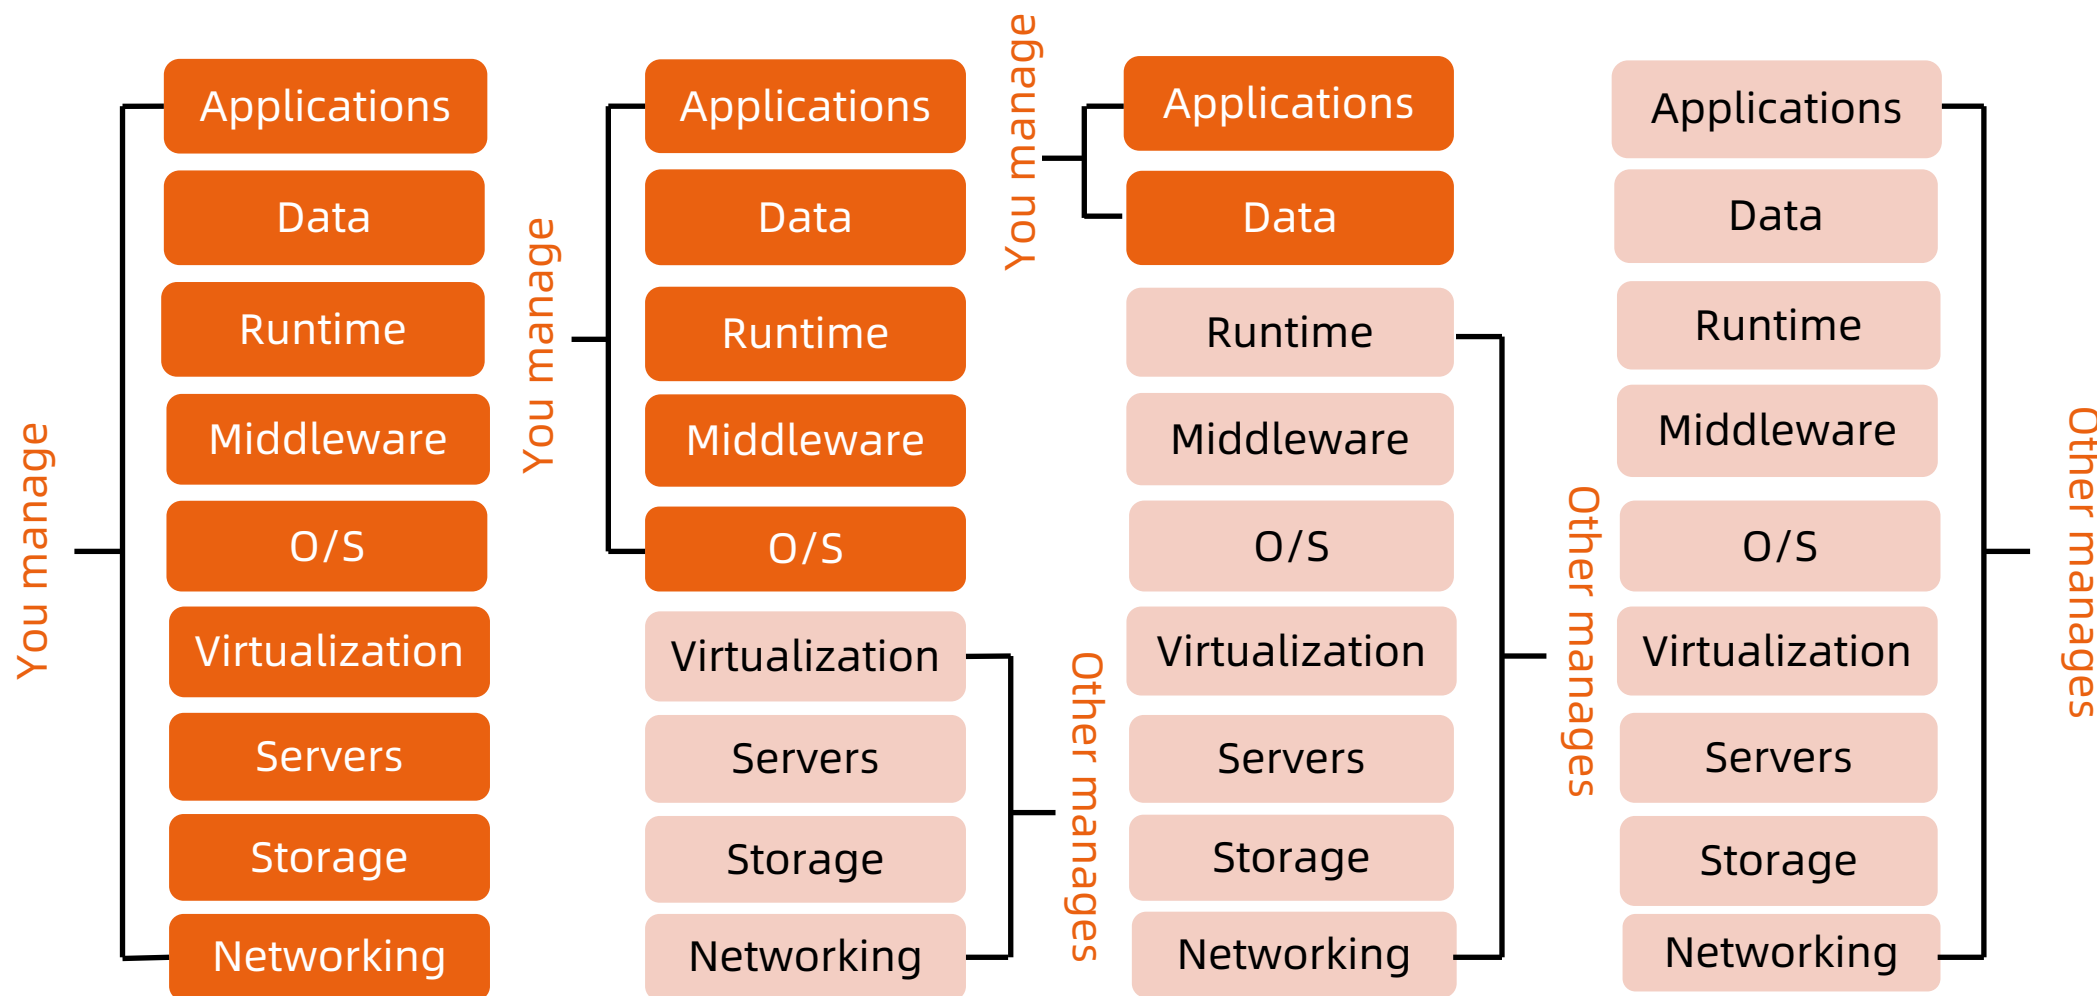 You manage
Applications
Data
Runtime
Middleware
O/S
Virtualization
Servers
Storage
Networking
You manage
Applications
Data
Runtime
Middleware
O/S
Virtualization
Servers
Storage
Networking
Other manages
You manage
Applications
Data
Runtime
Middleware
O/S
Virtualization
Servers
Storage
Networking
Other manages
Applications
Data
Runtime
Middleware
O/S
Virtualization
Servers
Storage
Networking
Other manages